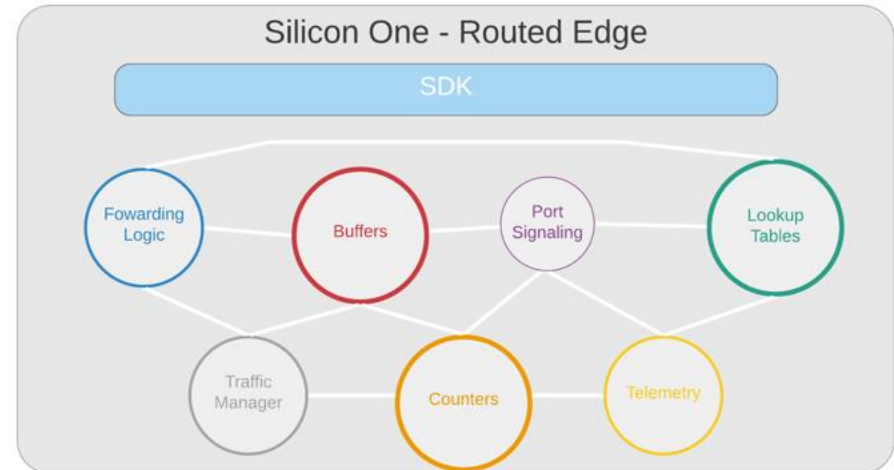 Silicon One - Routed Edge
SDK
Fowarding
Logic
Buffers
Port
Signaling
Lookup
Tables
Traffic
Manager
Counters
Telemetry